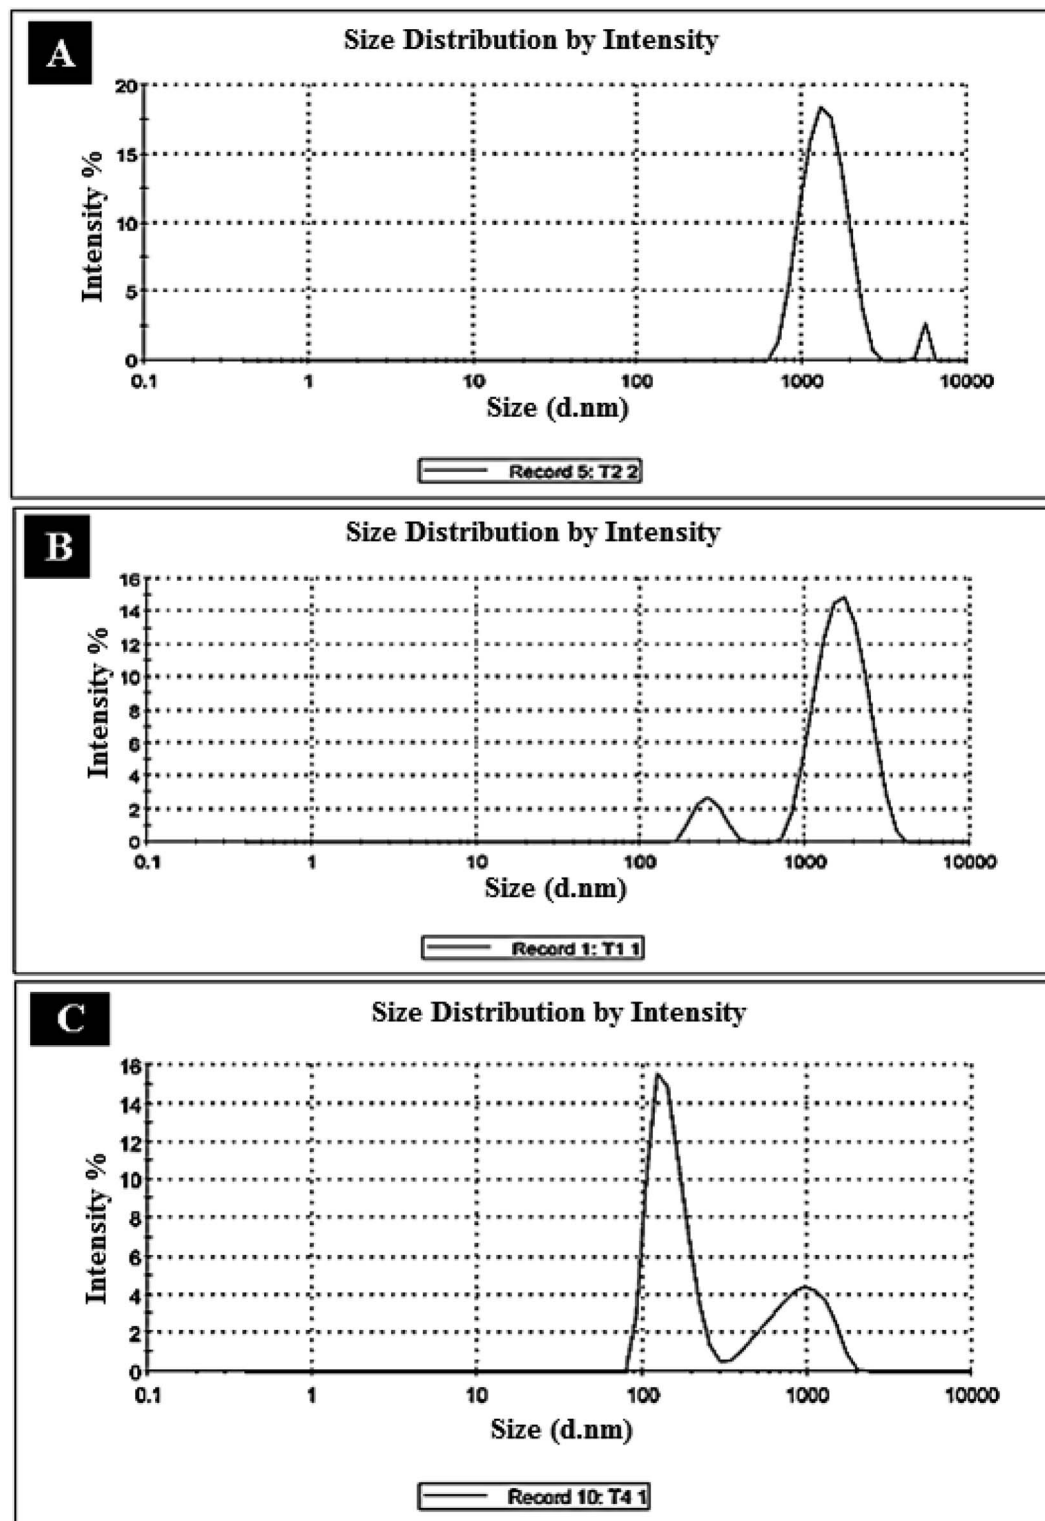 A
Size Distribution by Intensity
Intensity %
20
15
10
5
0
0.1 1 10 100 1000 10000
Size (d.nm)
Record 5: T2 2
B
Size Distribution by Intensity
Intensity %
16
14
12
10
8
6
4
2
0
0.1 1 10 100 1000 10000
Size (d.nm)
Record 1: T1 1
C
Size Distribution by Intensity
Intensity %
16
14
12
10
8
6
4
2
0
0.1 1 10 100 1000 10000
Size (d.nm)
Record 10: T4 1